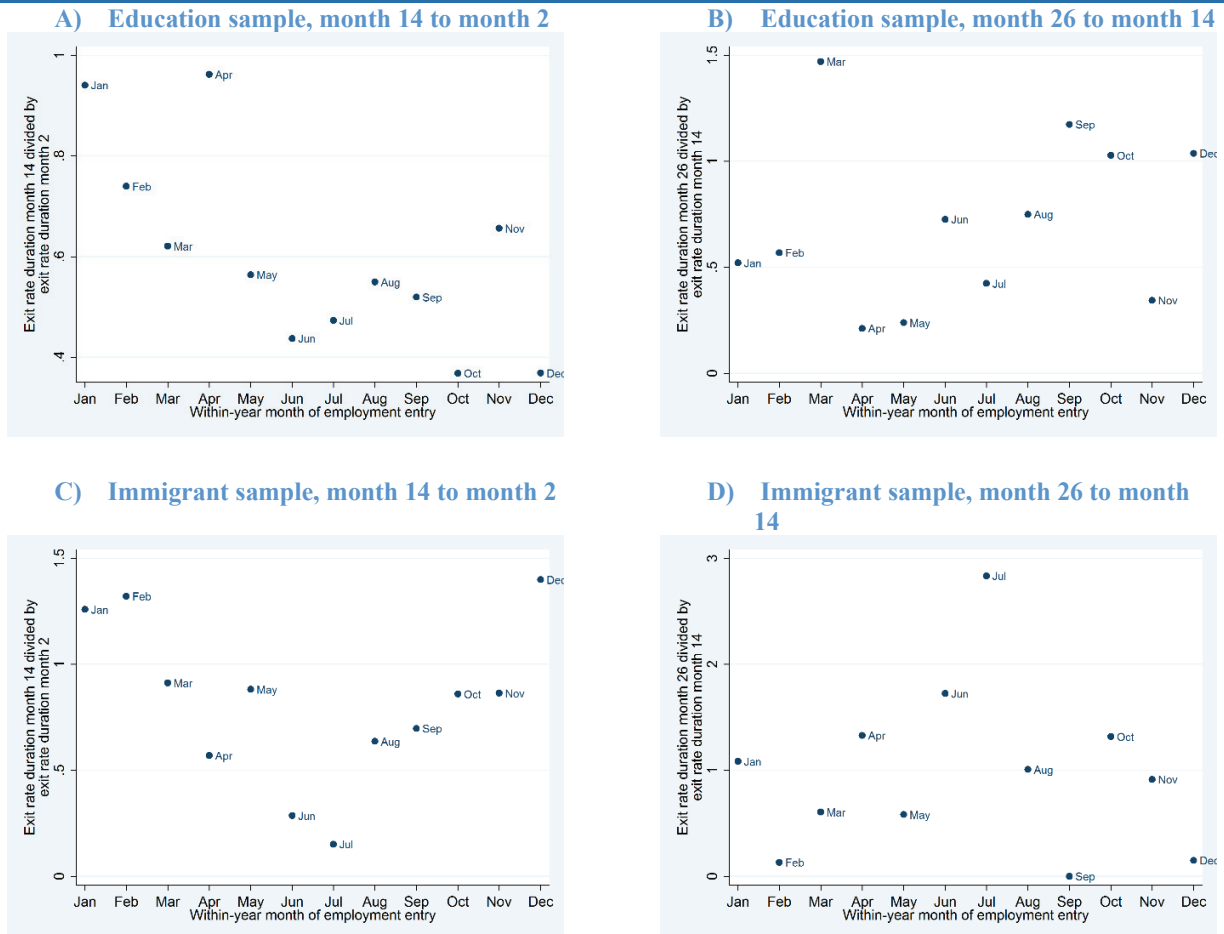 A) Education sample, month 14 to month 2
Exit rate duration month 14 divided by
exit rate duration month 2
1
.8
.6
.4
Jan
Feb
Mar
Apr
May
Jun
Jul
Aug
Sep
Oct
Nov
Dec
Jan Feb Mar Apr May Jun Jul Aug Sep Oct Nov Dec
Within-year month of employment entry
B) Education sample, month 26 to month 14
Exit rate duration month 26 divided by
exit rate duration month 14
1.5
1
.5
0
Jan
Feb
Mar
Apr
May
Jun
Jul
Aug
Sep
Oct
Nov
Dec
Jan Feb Mar Apr May Jun Jul Aug Sep Oct Nov Dec
Within-year month of employment entry
C) Immigrant sample, month 14 to month 2
Exit rate duration month 14 divided by
exit rate duration month 2
1.5
1
.5
0
Jan
Feb
Mar
Apr
May
Jun
Jul
Aug
Sep
Oct
Nov
Dec
Jan Feb Mar Apr May Jun Jul Aug Sep Oct Nov Dec
Within-year month of employment entry
D) Immigrant sample, month 26 to month
14
Exit rate duration month 26 divided by
exit rate duration month 14
3
2
1
0
Jan
Feb
Mar
Apr
May
Jun
Jul
Aug
Sep
Oct
Nov
Dec
Jan Feb Mar Apr May Jun Jul Aug Sep Oct Nov Dec
Within-year month of employment entry